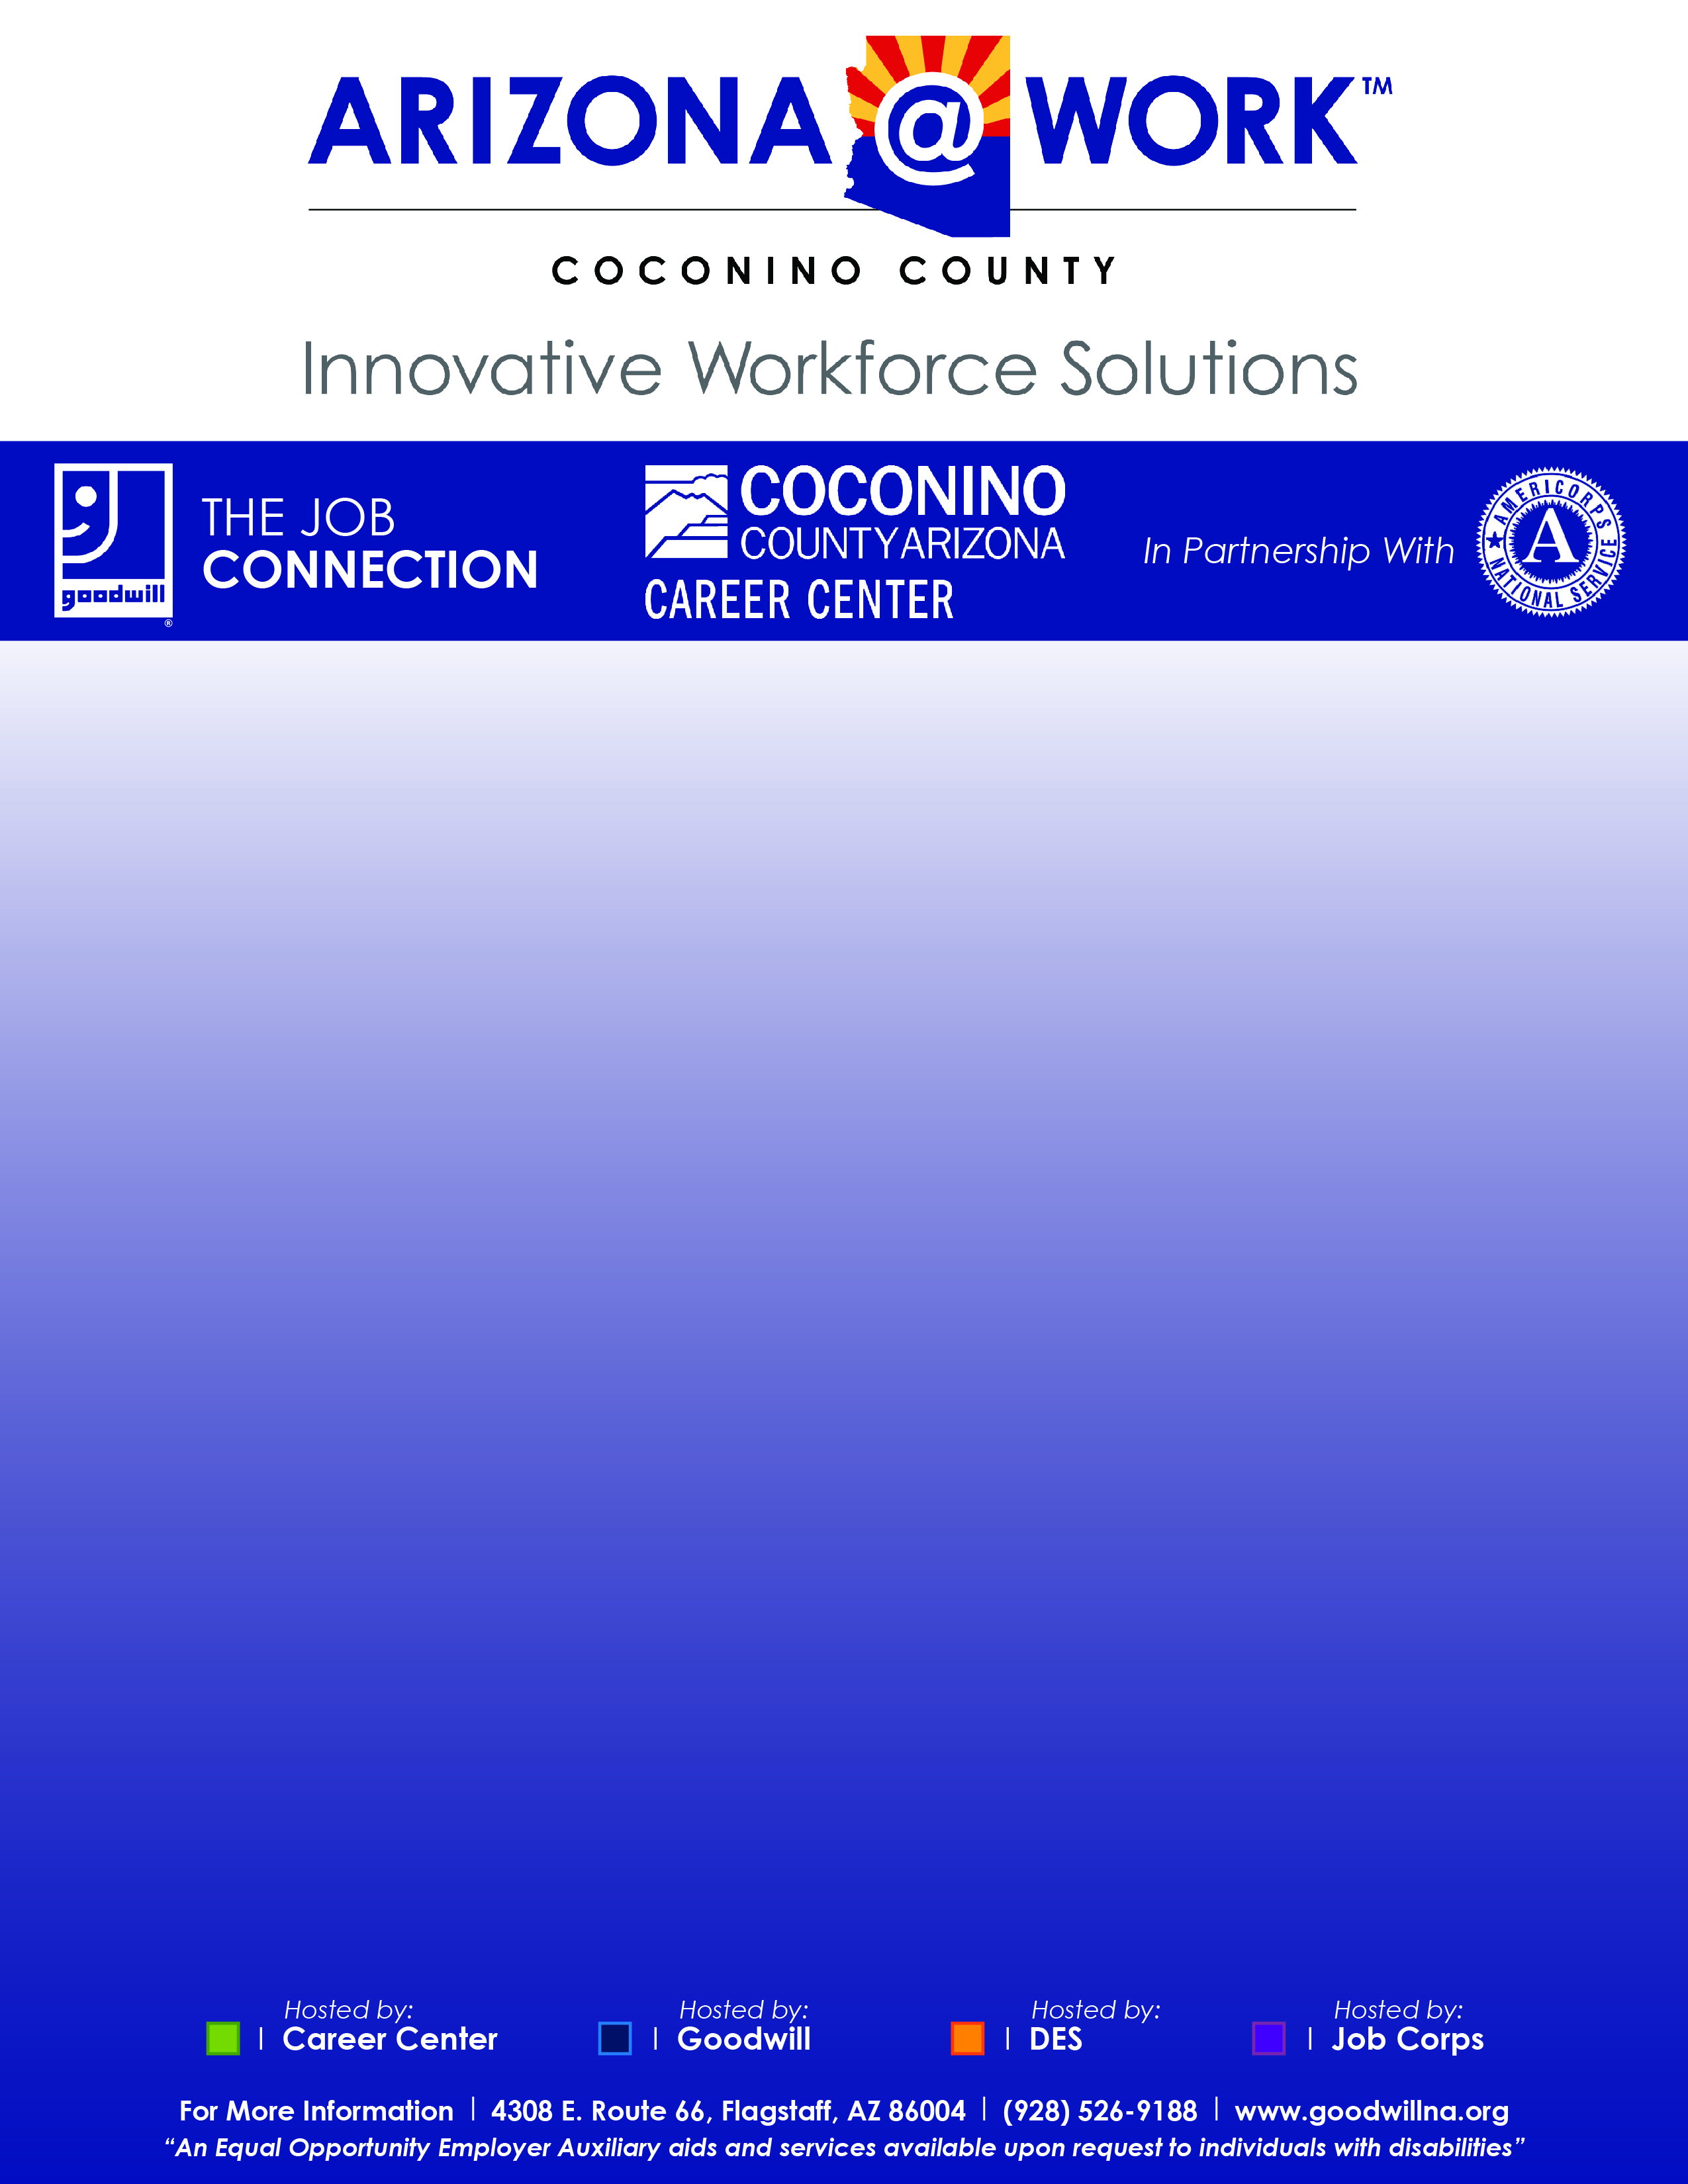 ARIZONA @ WORK™
COCONINO COUNTY
Innovative Workforce Solutions
goodwill®
THE JOB
CONNECTION
COCONINO
COUNTY ARIZONA
CAREER CENTER
In Partnership With
AMERICORPS
A
NATIONAL SERVICE
Hosted by:
| Career Center
Hosted by:
| Goodwill
Hosted by:
| DES
Hosted by:
| Job Corps
For More Information | 4308 E. Route 66, Flagstaff, AZ 86004 | (928) 526-9188 | www.goodwillna.org
“An Equal Opportunity Employer Auxiliary aids and services available upon request to individuals with disabilities”